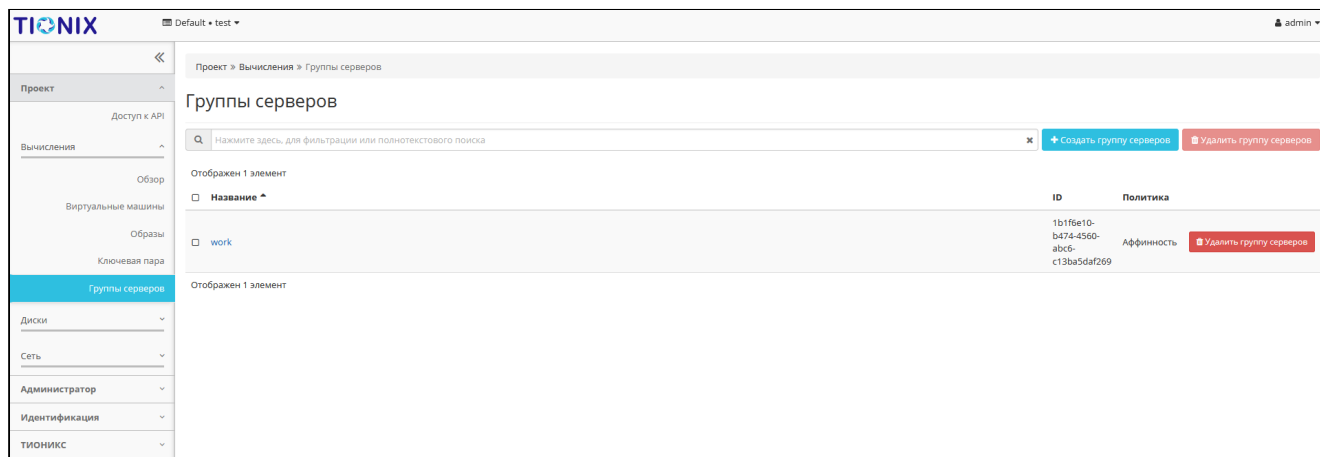 TIONIX
Default • test
admin
Проект » Вычисления » Группы серверов
Проект
Доступ к API
Вычисления
Обзор
Виртуальные машины
Образы
Ключевая пара
Группы серверов
Диски
Сеть
Администратор
Идентификация
ТИОНИКС
Группы серверов
Нажмите здесь, для фильтрации или полнотекстового поиска
Создать группу серверов
Удалить группу серверов
Отображен 1 элемент
Название ID Политика
work
1b1f6e10-
b474-4560-
abc6-
c13ba5daf269
Аффинность
Удалить группу серверов
Отображен 1 элемент